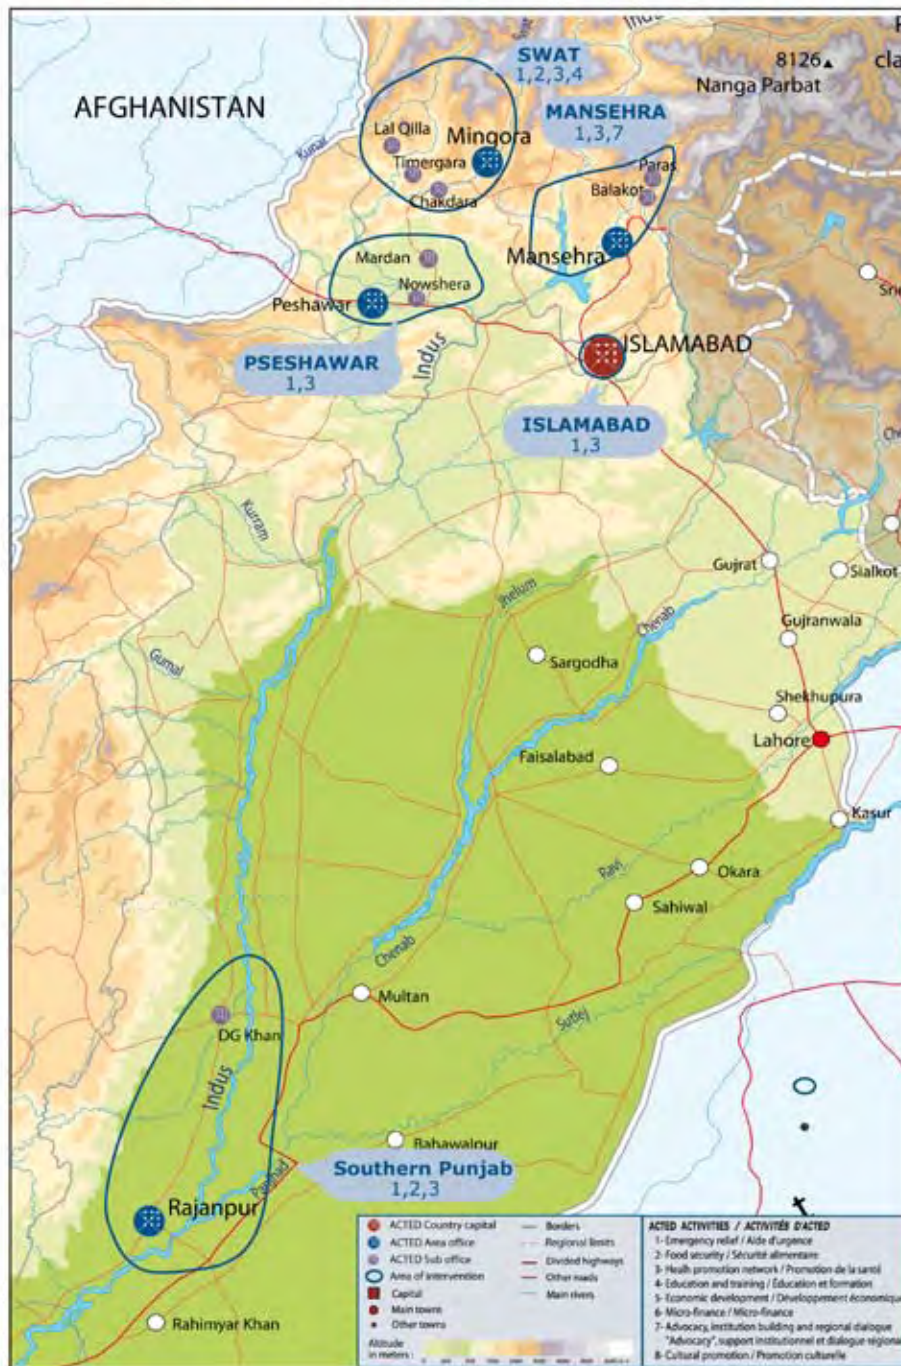 AFGHANISTAN
SWAT
1,2,3,4
8126
Nanga Parbat
MANSEHRA
1,3,7
Kunar
Lal Qilla
Mingora
Timergara
Chakdara
Paras
Balakot
Mansehra
Mardan
Nowshera
Peshawar
Indus
ISLAMABAD
PSESHAWAR
1,3
ISLAMABAD
1,3
Kurram
Gujrat
Sialkot
Jhelum
Chenab
Gujranwala
Gumal
Sargodha
Shekhupura
Lahore
Faisalabad
Kasur
Ravi
Okara
Sahiwal
Chenab
Multan
DG Khan
Sutlej
Indus
Bahawalpur
Southern Punjab
1,2,3
Panjnad
Rajanpur
Rahimyar Khan
ACTED Country capital
ACTED Area office
ACTED Sub office
Area of intervention
Capital
Main towns
Other towns
Borders
Regional limits
Divided highways
Other roads
Main rivers
Altitude
in meters :
ACTED ACTIVITIES / ACTIVITÉS D'ACTED
1- Emergency relief / Aide d'urgence
2- Food security / Sécurité alimentaire
3- Healh promotion network / Promotion de la santé
4- Education and training / Éducation et formation
5- Economic development / Développement économique
6- Micro-finance / Micro-finance
7- Advocacy, institution building and regional dialogue
"Advocacy", support institutionnel et dialogue régional
8- Cultural promotion / Promotion culturelle